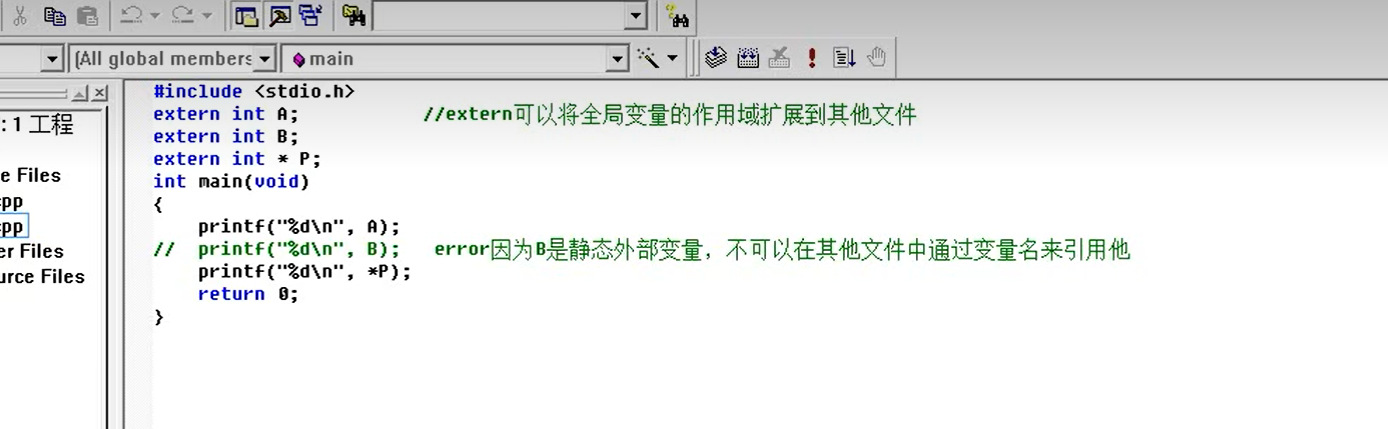 (All global members
main
: 1 工程
e Files
cpp
cpp
er Files
urce Files
#include <stdio.h>
extern int A; //extern可以将全局变量的作用域扩展到其他文件
extern int B;
extern int * P;
int main(void)
{
printf("%d\n", A);
// printf("%d\n", B); error因为B是静态外部变量，不可以在其他文件中通过变量名来引用他
printf("%d\n", *P);
return 0;
}